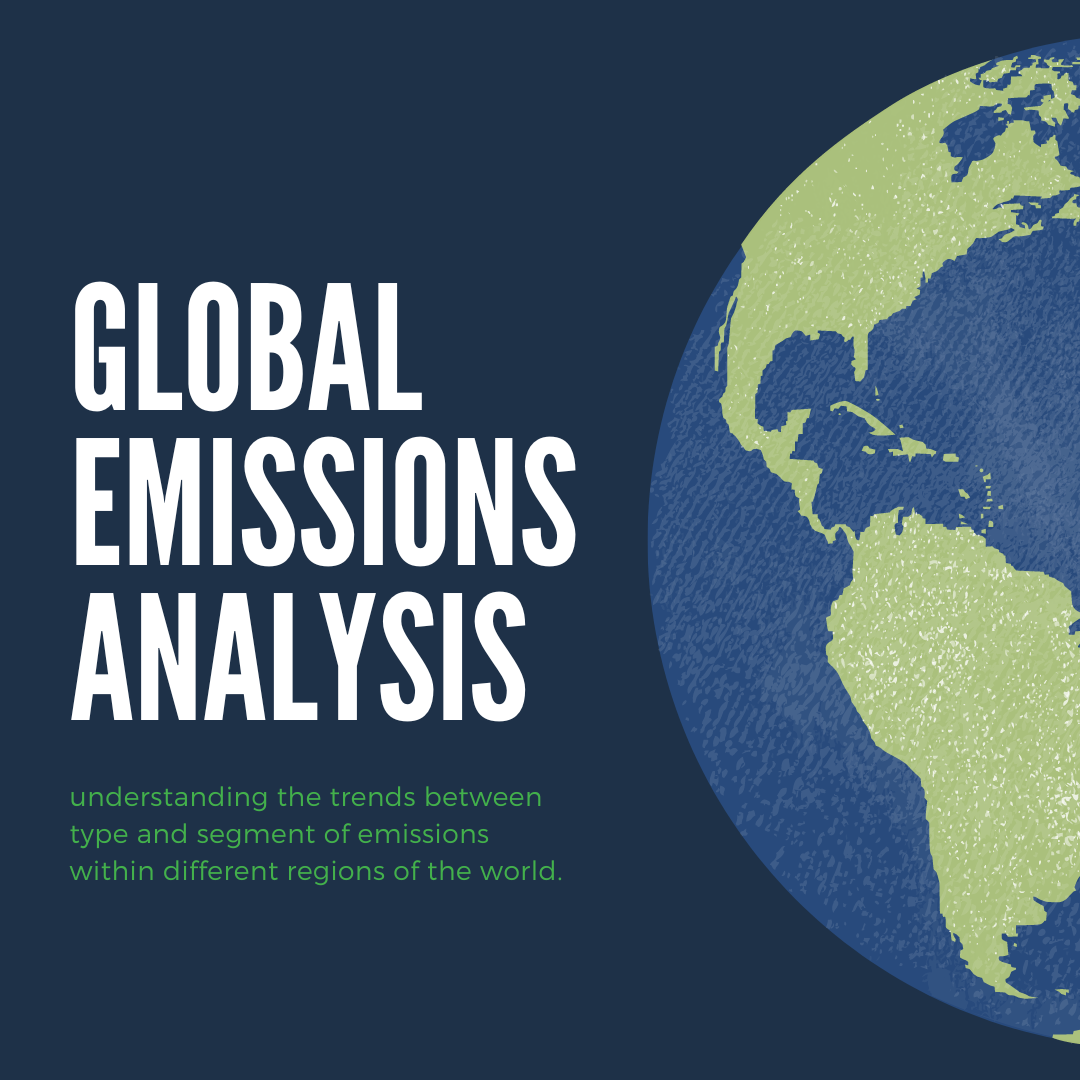 GLOBAL
EMISSIONS
ANALYSIS
understanding the trends between
type and segment of emissions
within different regions of the world.